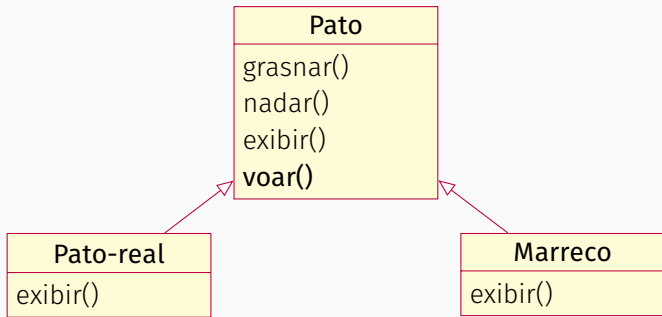 Pato
grasnar()
nadar()
exibir()
voar()
Pato-real
exibir()
Marreco
exibir()